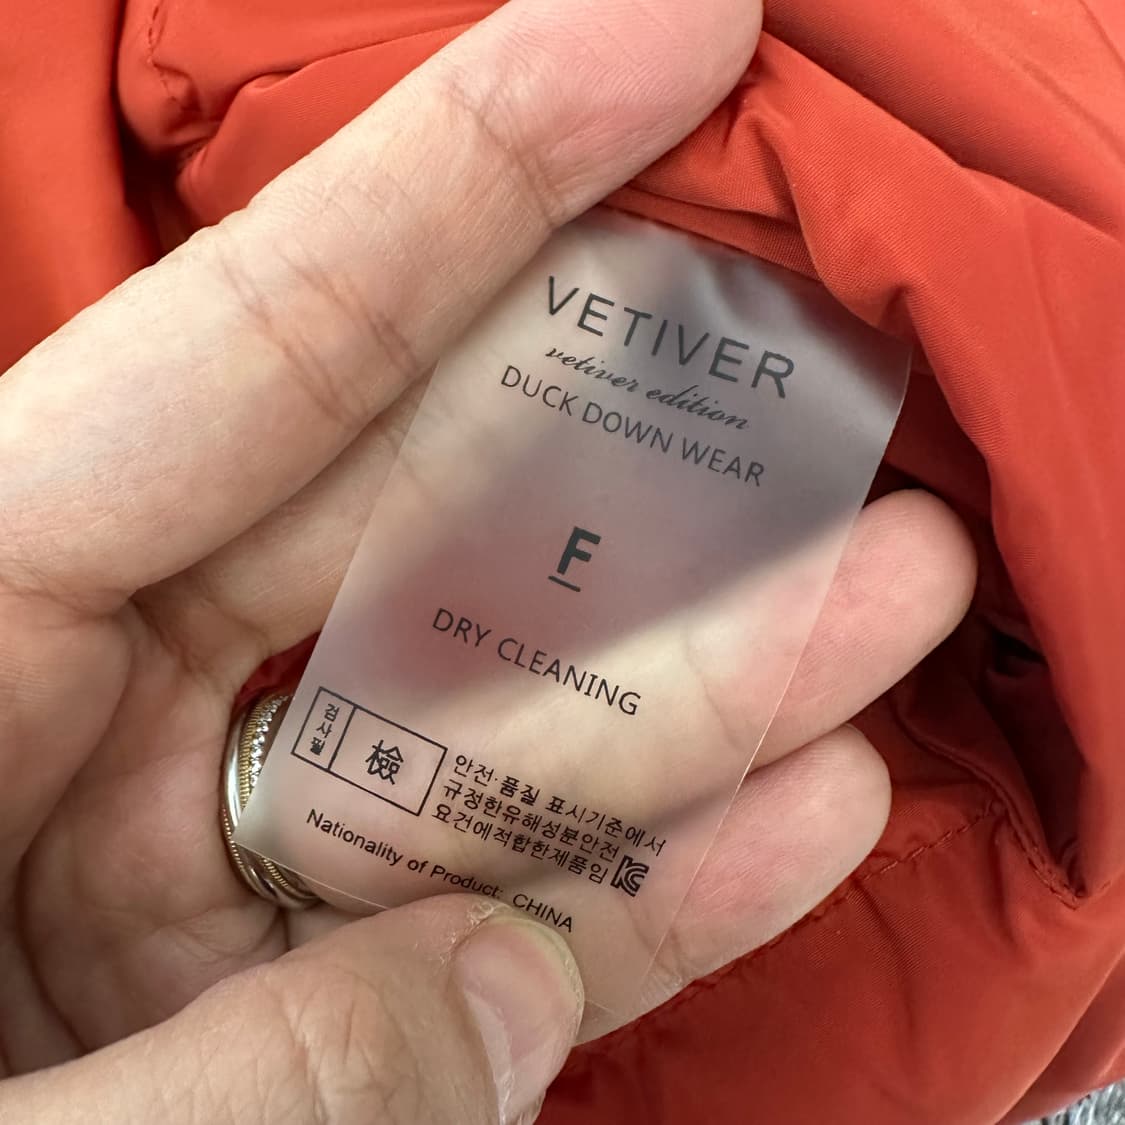 VETIVER
vetiver edition
DUCK DOWN WEAR
F
DRY CLEANING
검사필
檢
안전·품질 표시기준에서
규정한유해성분안전
요건에적합한제품임
Nationality of Product: CHINA